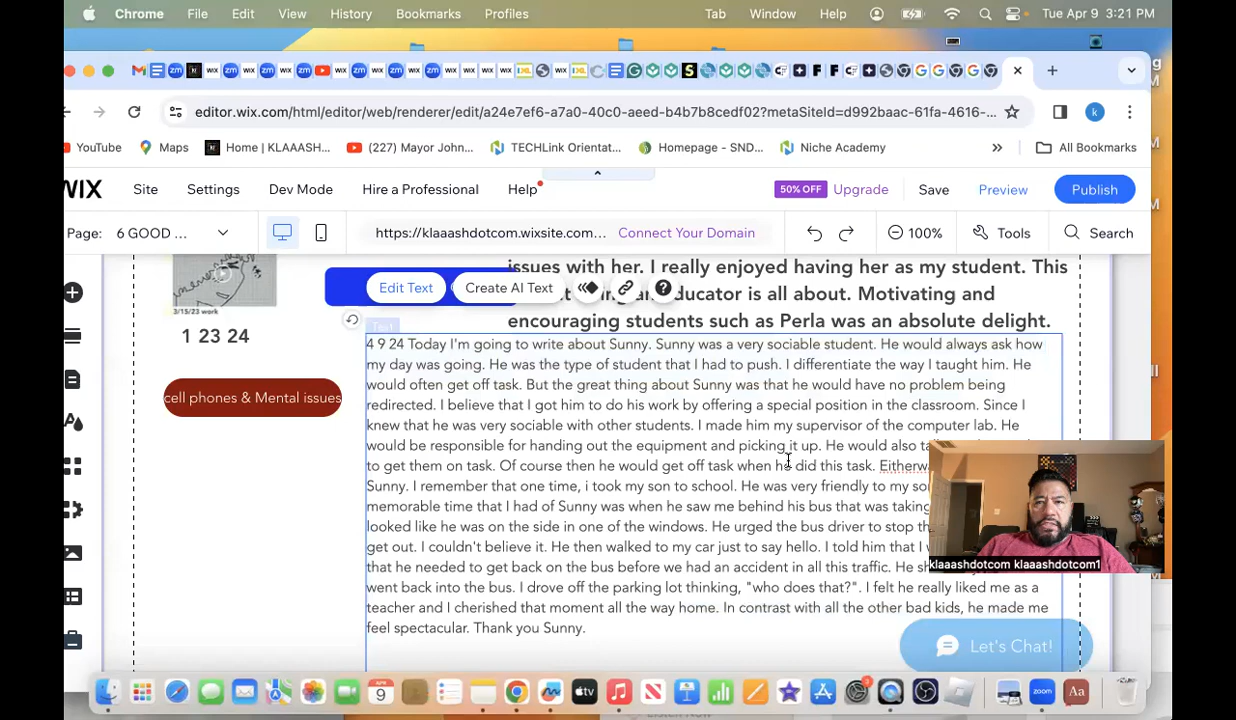 Chrome File Edit View History Bookmarks Profiles Tab Window Help Tue Apr 9 3:21 PM
editor.wix.com/html/editor/web/renderer/edit/a24e7ef6-a7a0-40c0-aeed-b4b7b8cedf02?metaSiteId=d992baac-61fa-4616-...
YouTube Maps Home | KLAAASH... (227) Mayor John... TECHLink Orientat... Homepage - SND... Niche Academy » All Bookmarks
WIX Site Settings Dev Mode Hire a Professional Help 50% OFF Upgrade Save Preview Publish
Page: 6 GOOD ... https://klaaashdotcom.wixsite.com... Connect Your Domain 100% Tools Search
issues with her. I really enjoyed having her as my student. This
Edit Text Create AI Text educator is all about. Motivating and
encouraging students such as Perla was an absolute delight.
3/15/23 work
1 23 24
cell phones & Mental issues
Text
4 9 24 Today I'm going to write about Sunny. Sunny was a very sociable student. He would always ask how
my day was going. He was the type of student that I had to push. I differentiate the way I taught him. He
would often get off task. But the great thing about Sunny was that he would have no problem being
redirected. I believe that I got him to do his work by offering a special position in the classroom. Since I
knew that he was very sociable with other students. I made him my supervisor of the computer lab. He
would be responsible for handing out the equipment and picking it up. He would also
to get them on task. Of course then he would get off task when he did this task.
Sunny. I remember that one time, i took my son to school. He was very friendly to my
memorable time that I had of Sunny was when he saw me behind his bus that was taking
looked like he was on the side in one of the windows. He urged the bus driver to stop
get out. I couldn't believe it. He then walked to my car just to say hello. I told him that I
that he needed to get back on the bus before we had an accident in all this traffic. He
went back into the bus. I drove off the parking lot thinking, "who does that?". I felt he really liked me as a
teacher and I cherished that moment all the way home. In contrast with all the other bad kids, he made me
feel spectacular. Thank you Sunny.
klaaashdotcom klaaashdotcom1
Let's Chat!